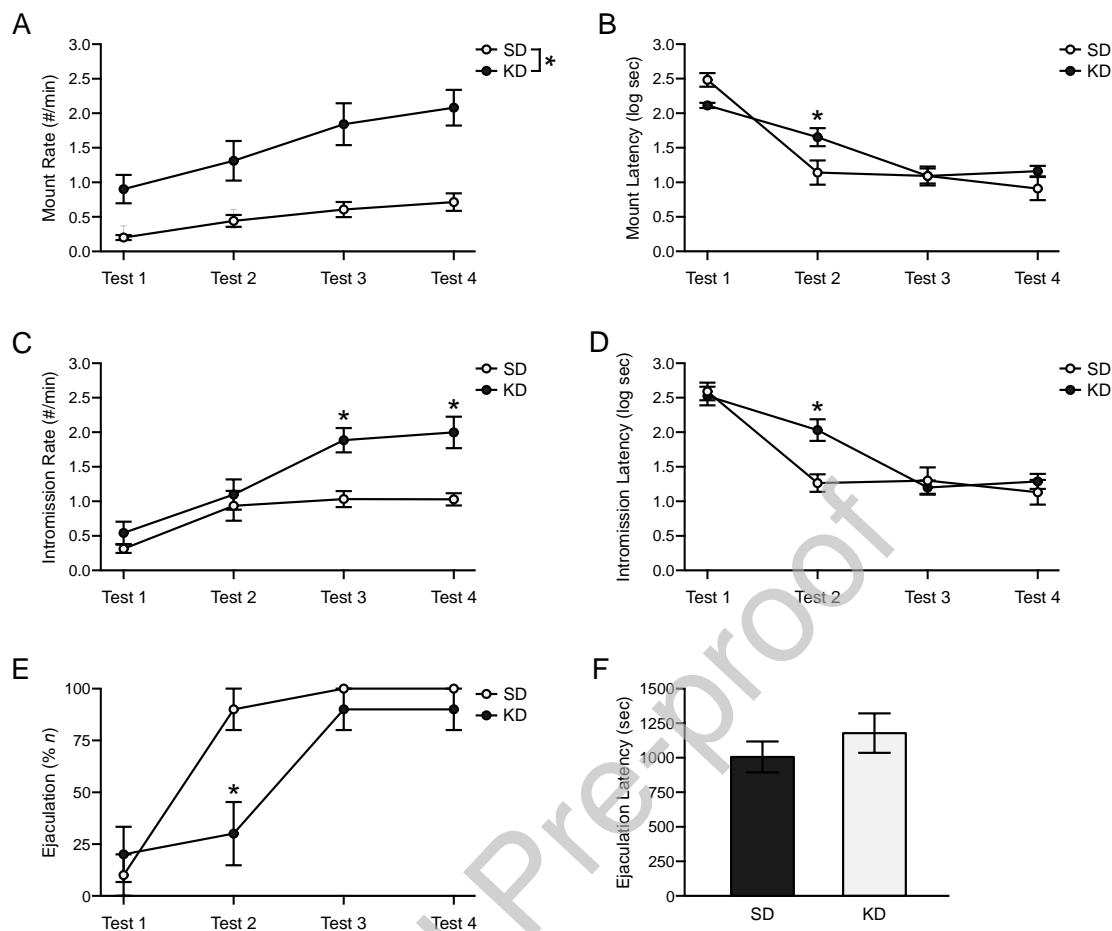 A
Mount Rate (#/min)
3.0
2.5
2.0
1.5
1.0
0.5
0.0
Test 1 Test 2 Test 3 Test 4
SD
KD
*
B
Mount Latency (log sec)
3.0
2.5
2.0
1.5
1.0
0.5
0.0
Test 1 Test 2 Test 3 Test 4
*
SD
KD
C
Intromission Rate (#/min)
3.0
2.5
2.0
1.5
1.0
0.5
0.0
Test 1 Test 2 Test 3 Test 4
* *
SD
KD
D
Intromission Latency (log sec)
3.0
2.5
2.0
1.5
1.0
0.5
0.0
Test 1 Test 2 Test 3 Test 4
*
SD
KD
E
Ejaculation (% n)
100
75
50
25
0
Test 1 Test 2 Test 3 Test 4
*
SD
KD
F
Ejaculation Latency (sec)
1500
1250
1000
750
500
250
0
SD KD
Pre-proof